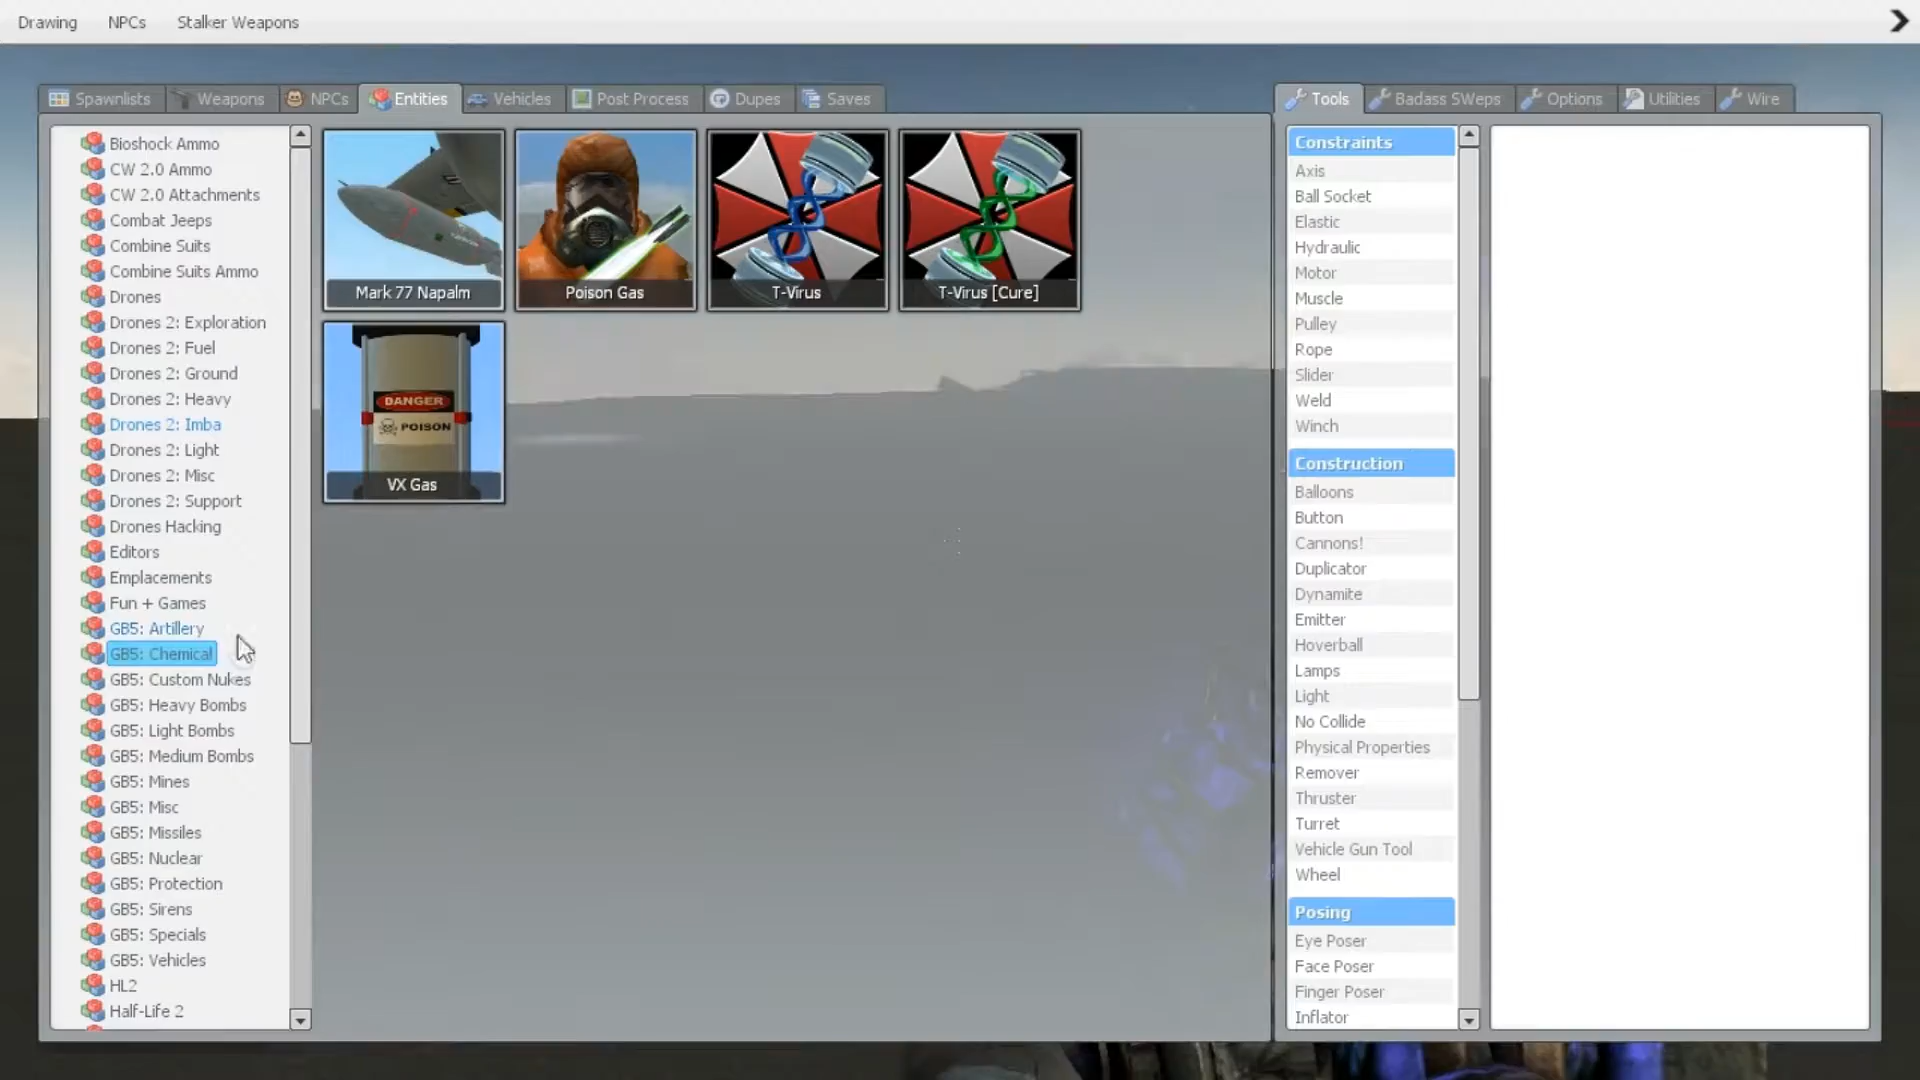 Drawing NPCs Stalker Weapons
Spawnlists Weapons NPCs Entities Vehicles Post Process Dupes Saves
Bioshock Ammo
CW 2.0 Ammo
CW 2.0 Attachments
Combat Jeeps
Combine Suits
Combine Suits Ammo
Drones
Drones 2: Exploration
Drones 2: Fuel
Drones 2: Ground
Drones 2: Heavy
Drones 2: Imba
Drones 2: Light
Drones 2: Misc
Drones 2: Support
Drones Hacking
Editors
Emplacements
Fun + Games
GB5: Artillery
GB5: Chemical
GB5: Custom Nukes
GB5: Heavy Bombs
GB5: Light Bombs
GB5: Medium Bombs
GB5: Mines
GB5: Misc
GB5: Missiles
GB5: Nuclear
GB5: Protection
GB5: Sirens
GB5: Specials
GB5: Vehicles
HL2
Half-Life 2
Mark 77 Napalm
Poison Gas
T-Virus
T-Virus [Cure]
DANGER
POISON
VX Gas
Tools Badass SWeps Options Utilities Wire
Constraints
Axis
Ball Socket
Elastic
Hydraulic
Motor
Muscle
Pulley
Rope
Slider
Weld
Winch
Construction
Balloons
Button
Cannons!
Duplicator
Dynamite
Emitter
Hoverball
Lamps
Light
No Collide
Physical Properties
Remover
Thruster
Turret
Vehicle Gun Tool
Wheel
Posing
Eye Poser
Face Poser
Finger Poser
Inflator